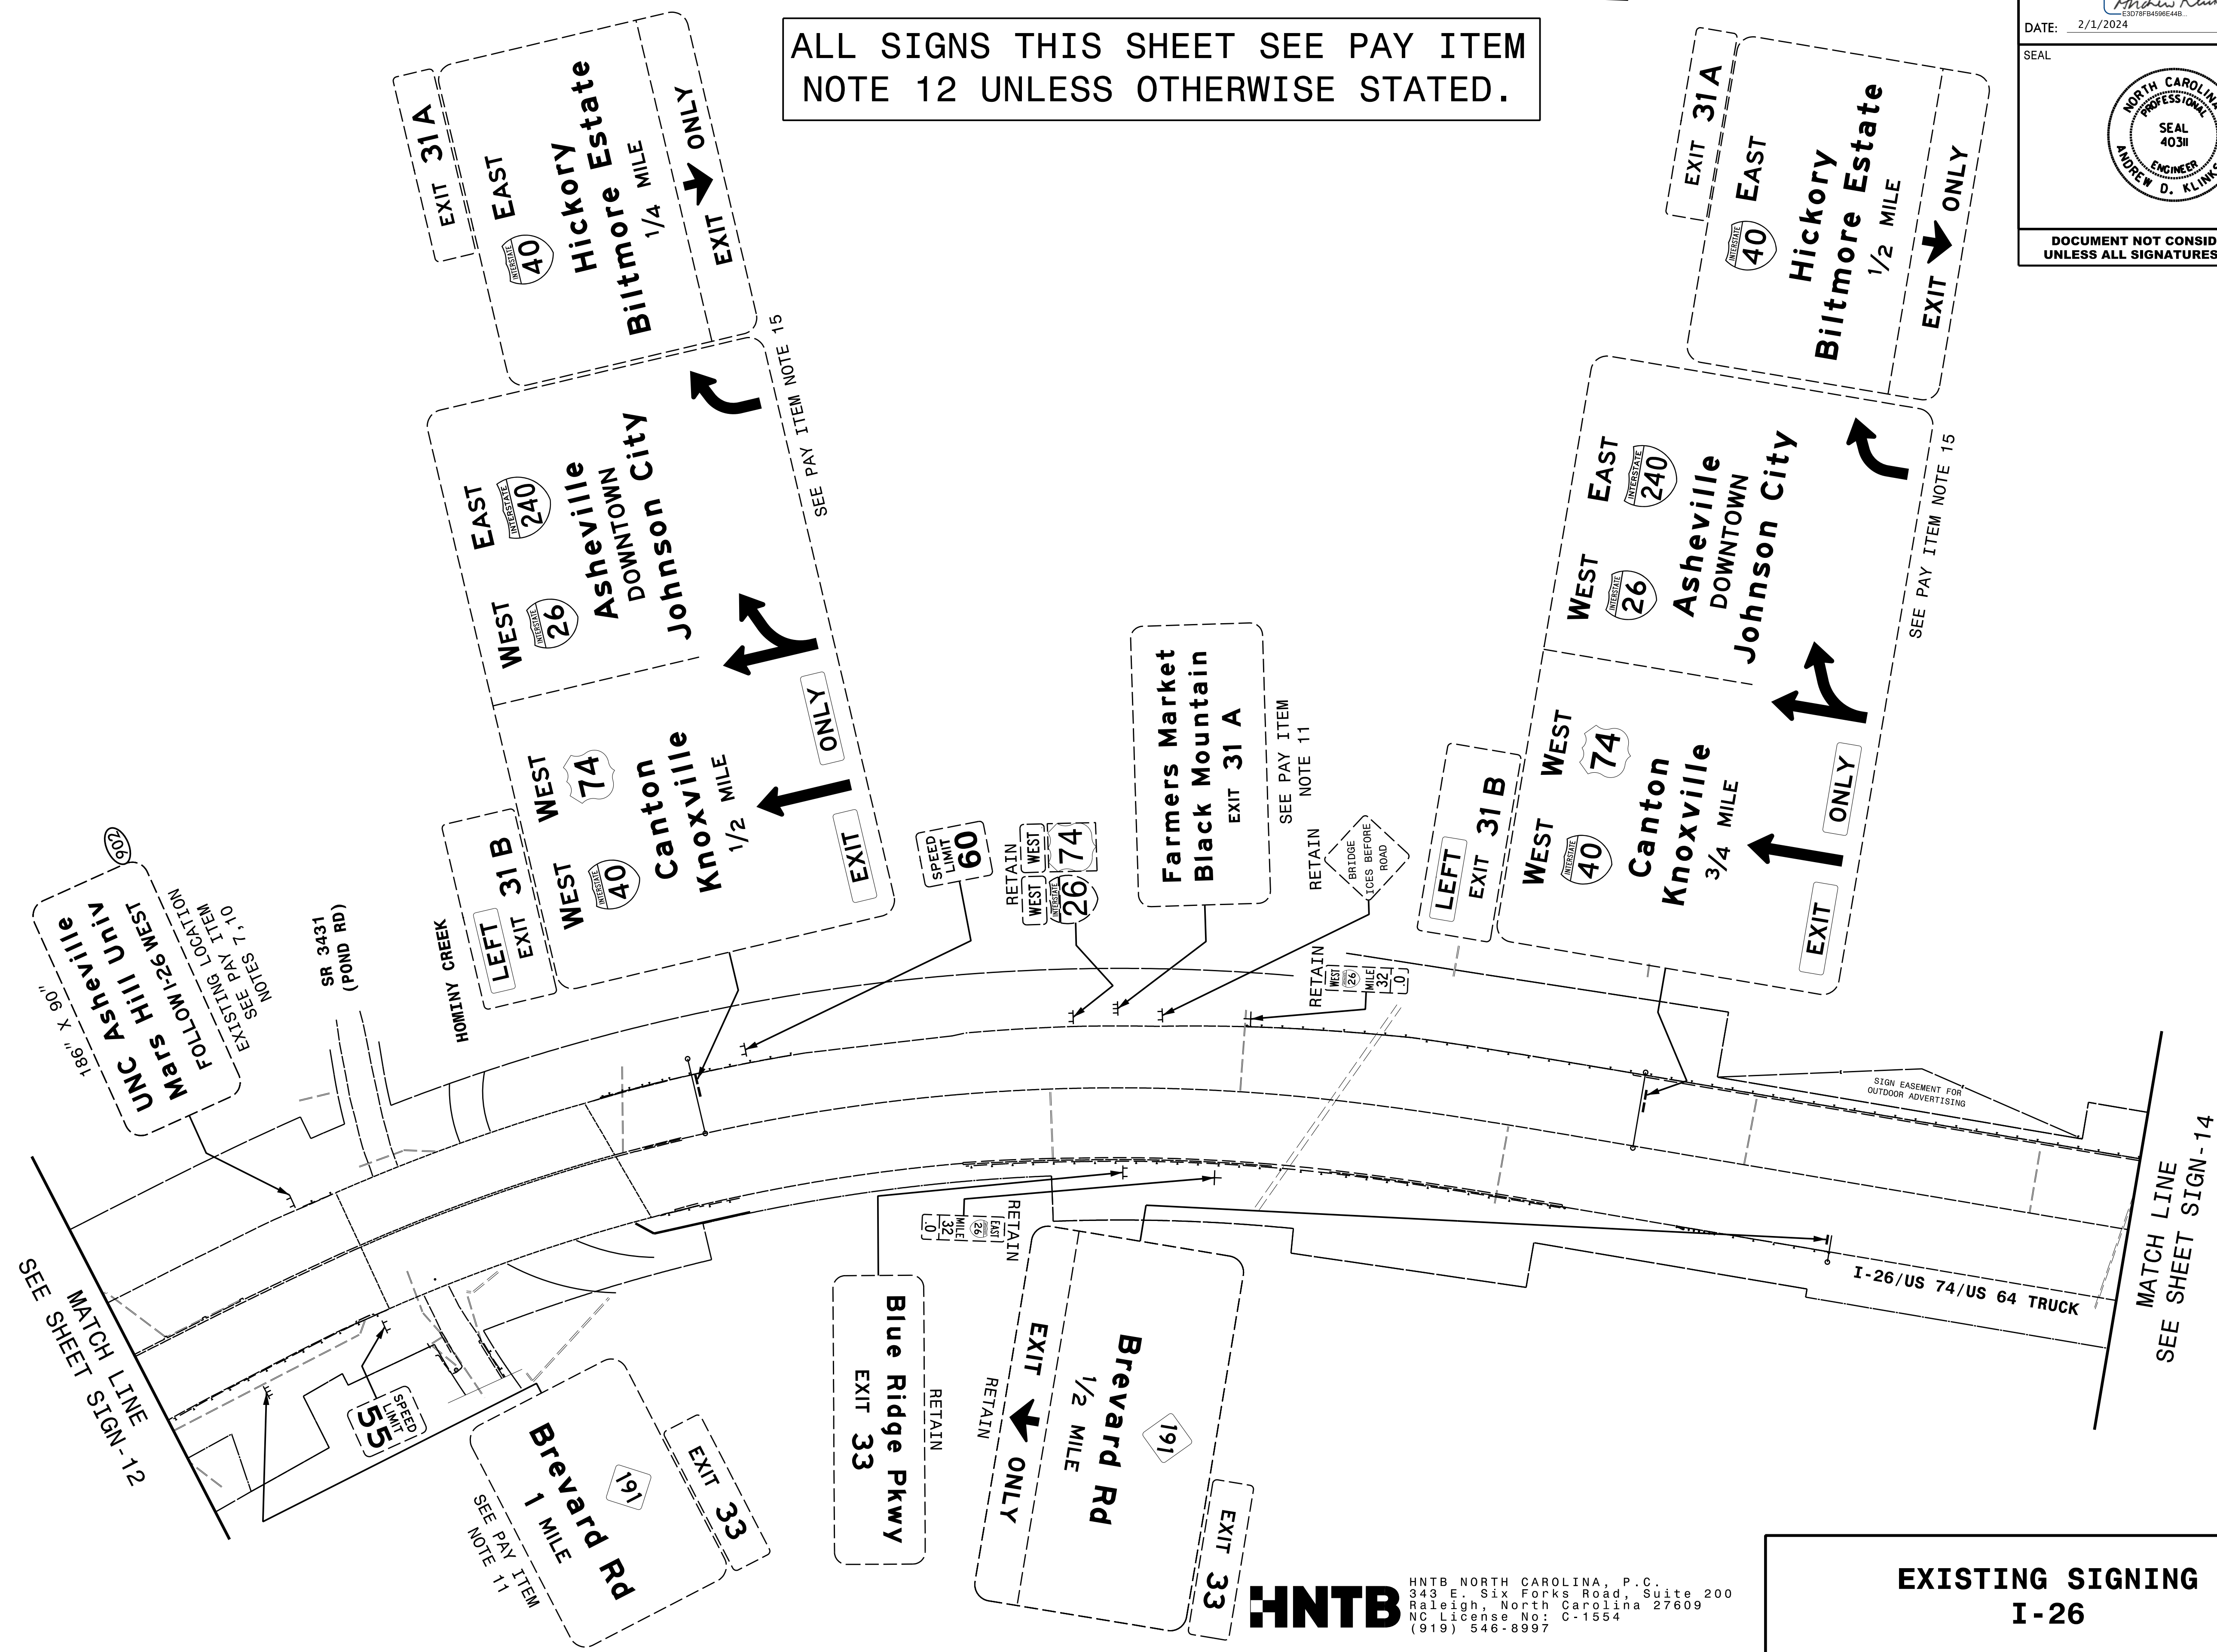 ALL SIGNS THIS SHEET SEE PAY ITEM
NOTE 12 UNLESS OTHERWISE STATED.
E3D78FB4596E44B...
DATE: 2/1/2024
SEAL
NORTH CAROLINA
PROFESSIONAL
SEAL
40311
ENGINEER
ANDREW D. KLINKS
DOCUMENT NOT CONSID
UNLESS ALL SIGNATURES
EXIT 31 A
INTERSTATE 40 EAST
Hickory
Biltmore Estate
1/4 MILE
EXIT ONLY
WEST EAST
INTERSTATE 26 INTERSTATE 240
Asheville
DOWNTOWN
Johnson City
SEE PAY ITEM NOTE 15
LEFT
EXIT 31 B
WEST WEST
INTERSTATE 40 74
Canton
Knoxville
1/2 MILE
EXIT ONLY
EXIT 31 A
INTERSTATE 40 EAST
Hickory
Biltmore Estate
1/2 MILE
EXIT ONLY
WEST EAST
INTERSTATE 26 INTERSTATE 240
Asheville
DOWNTOWN
Johnson City
SEE PAY ITEM NOTE 15
LEFT
EXIT 31 B
WEST WEST
INTERSTATE 40 74
Canton
Knoxville
3/4 MILE
EXIT ONLY
902
186" X 90"
UNC Asheville
Mars Hill Univ
FOLLOW I-26 WEST
EXISTING LOCATION
SEE PAY ITEM
NOTES 7,10
SR 3431
(POND RD)
HOMINY CREEK
SPEED
LIMIT
60
RETAIN
WEST WEST
INTERSTATE 26 74
Farmers Market
Black Mountain
EXIT 31 A
SEE PAY ITEM
NOTE 11
RETAIN
BRIDGE
ICES BEFORE
ROAD
RETAIN
WEST
26
MILE
32
.0
SIGN EASEMENT FOR
OUTDOOR ADVERTISING
MATCH LINE
SEE SHEET SIGN-12
MATCH LINE
SEE SHEET SIGN-14
I-26/US 74/US 64 TRUCK
SPEED
LIMIT
55
EXIT 33
191
Brevard Rd
1 MILE
SEE PAY ITEM
NOTE 11
RETAIN
EAST
26
MILE
32
.0
Blue Ridge Pkwy
EXIT 33
RETAIN
EXIT 33
191
Brevard Rd
1/2 MILE
EXIT ONLY
RETAIN
HNTB
HNTB NORTH CAROLINA, P.C.
343 E. Six Forks Road, Suite 200
Raleigh, North Carolina 27609
NC License No: C-1554
(919) 546-8997
EXISTING SIGNING
I-26